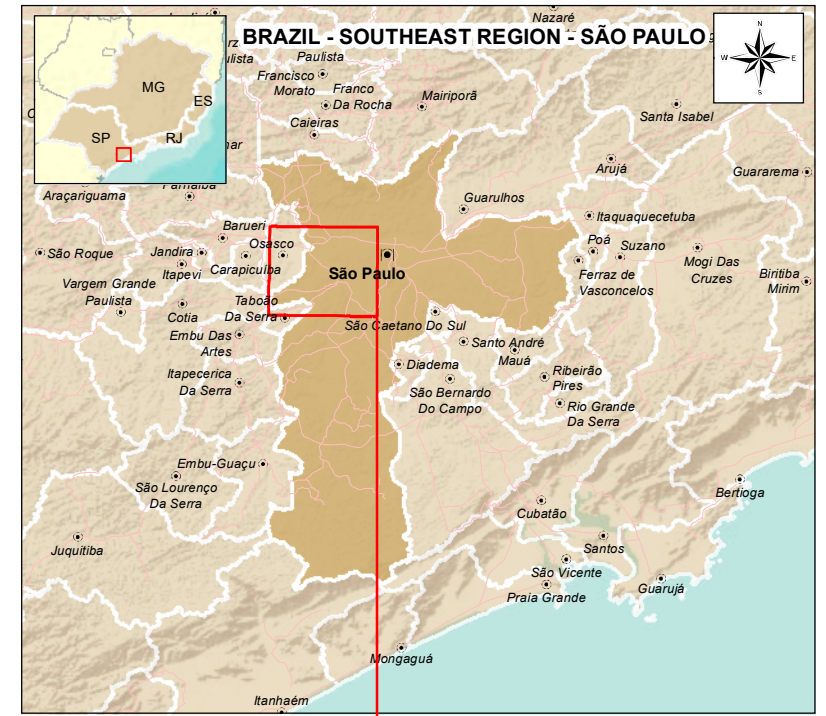 BRAZIL - SOUTHEAST REGION - SÃO PAULO
N
W
E
S
MG
ES
SP
RJ
Nazaré
Paulista
Paulista
Francisco
Morato
Franco
Da Rocha
Mairiporã
Caieiras
Santa Isabel
Arujá
Guararema
Araçariguama
Guarulhos
Itaquaquecetuba
Barueri
Osasco
São Roque
Jandira
Itapevi
Carapicuíba
São Paulo
Poá
Suzano
Ferraz de
Vasconcelos
Mogi Das
Cruzes
Biritiba
Mirim
Vargem Grande
Paulista
Cotia
Taboão
Da Serra
São Caetano Do Sul
Embu Das
Artes
Santo André
Mauá
Diadema
Ribeirão
Pires
Itapecerica
Da Serra
São Bernardo
Do Campo
Rio Grande
Da Serra
Embu-Guaçu
São Lourenço
Da Serra
Bertioga
Cubatão
Juquitiba
Santos
São Vicente
Praia Grande
Guarujá
Mongaguá
Itanhaém